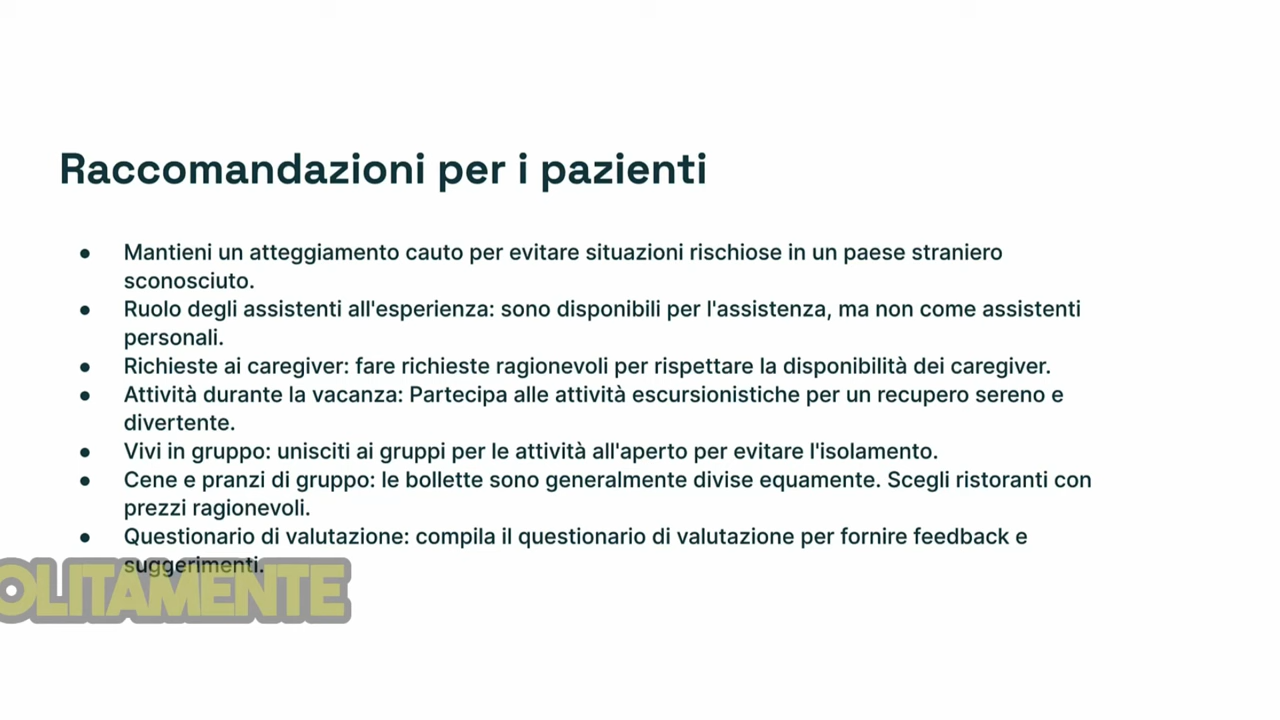 Raccomandazioni per i pazienti
● Mantieni un atteggiamento cauto per evitare situazioni rischiose in un paese straniero
sconosciuto.
● Ruolo degli assistenti all'esperienza: sono disponibili per l'assistenza, ma non come assistenti
personali.
● Richieste ai caregiver: fare richieste ragionevoli per rispettare la disponibilità dei caregiver.
● Attività durante la vacanza: Partecipa alle attività escursionistiche per un recupero sereno e
divertente.
● Vivi in gruppo: unisciti ai gruppi per le attività all'aperto per evitare l'isolamento.
● Cene e pranzi di gruppo: le bollette sono generalmente divise equamente. Scegli ristoranti con
prezzi ragionevoli.
● Questionario di valutazione: compila il questionario di valutazione per fornire feedback e
suggerimenti.
OLITAMENTE